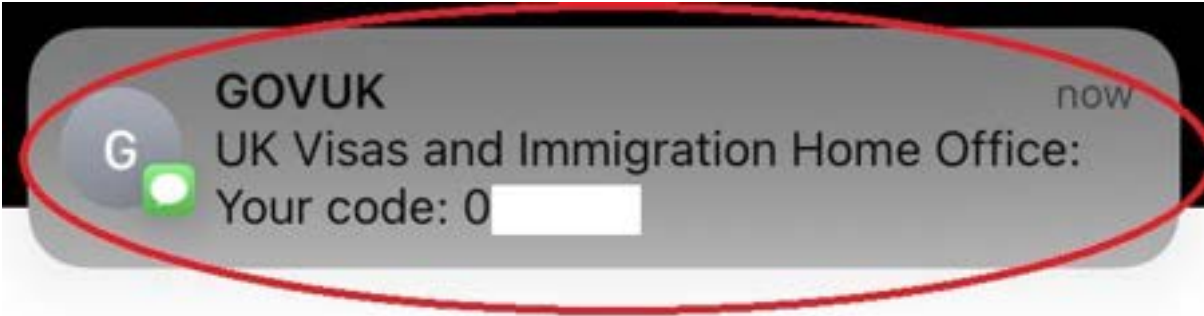 GOVUK
now
G
UK Visas and Immigration Home Office:
Your code: 0